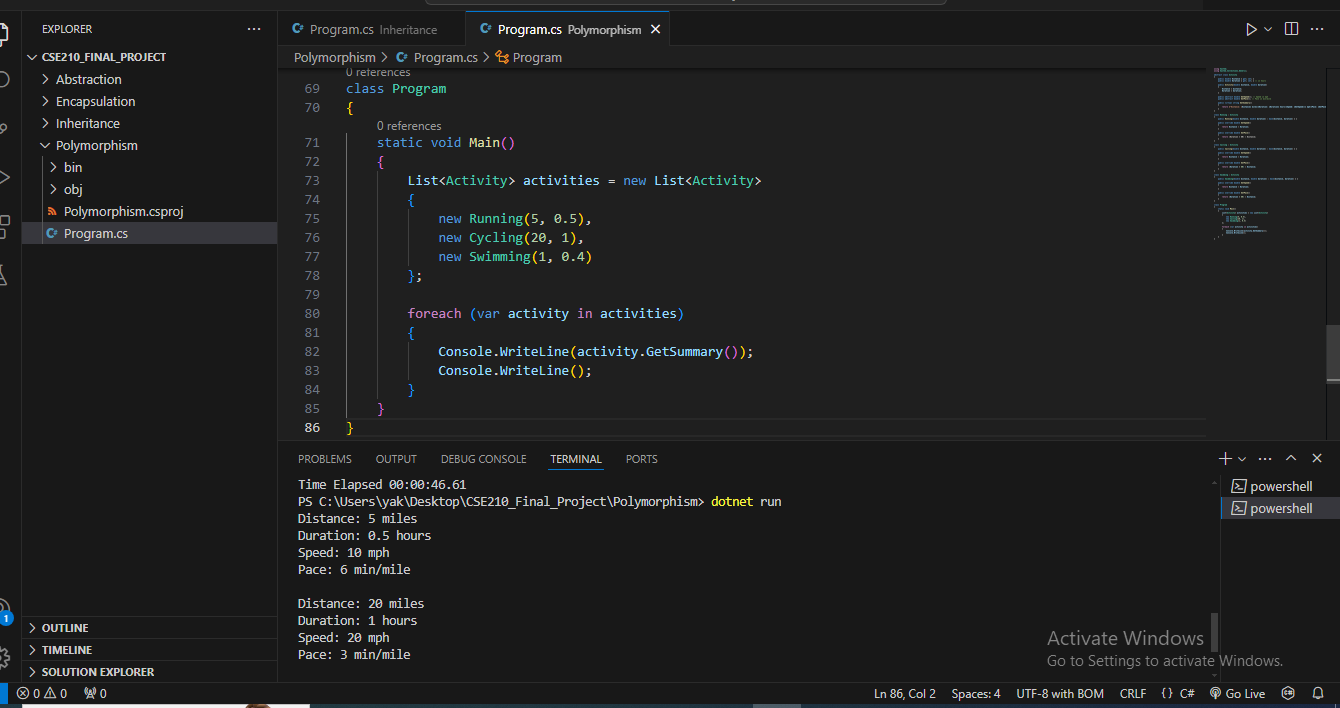 EXPLORER
CSE210_FINAL_PROJECT
Abstraction
Encapsulation
Inheritance
Polymorphism
bin
obj
Polymorphism.csproj
C# Program.cs
OUTLINE
TIMELINE
SOLUTION EXPLORER
C# Program.cs Inheritance
C# Program.cs Polymorphism
Polymorphism > C# Program.cs > Program
0 references
69 class Program
70 {
0 references
71 static void Main()
72 {
73 List<Activity> activities = new List<Activity>
74 {
75 new Running(5, 0.5),
76 new Cycling(20, 1),
77 new Swimming(1, 0.4)
78 };
79
80 foreach (var activity in activities)
81 {
82 Console.WriteLine(activity.GetSummary());
83 Console.WriteLine();
84 }
85 }
86 }
PROBLEMS OUTPUT DEBUG CONSOLE TERMINAL PORTS
Time Elapsed 00:00:46.61
PS C:\Users\yak\Desktop\CSE210_Final_Project\Polymorphism> dotnet run
Distance: 5 miles
Duration: 0.5 hours
Speed: 10 mph
Pace: 6 min/mile
Distance: 20 miles
Duration: 1 hours
Speed: 20 mph
Pace: 3 min/mile
powershell
powershell
Activate Windows
Go to Settings to activate Windows.
1
0 0 0
Ln 86, Col 2 Spaces: 4 UTF-8 with BOM CRLF {} C# Go Live